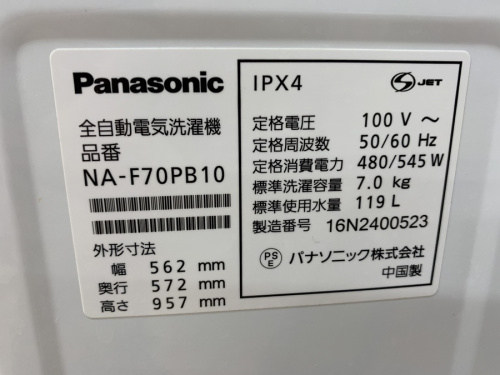 Panasonic
全自動電気洗濯機
品番
NA-F70PB10
外形寸法
幅 562 mm
奥行 572 mm
高さ 957 mm
IPX4
S JET
定格電圧 100 V ～
定格周波数 50/60 Hz
定格消費電力 480/545 W
標準洗濯容量 7.0 kg
標準使用水量 119 L
製造番号 16N2400523
PS
E
パナソニック株式会社
中国製